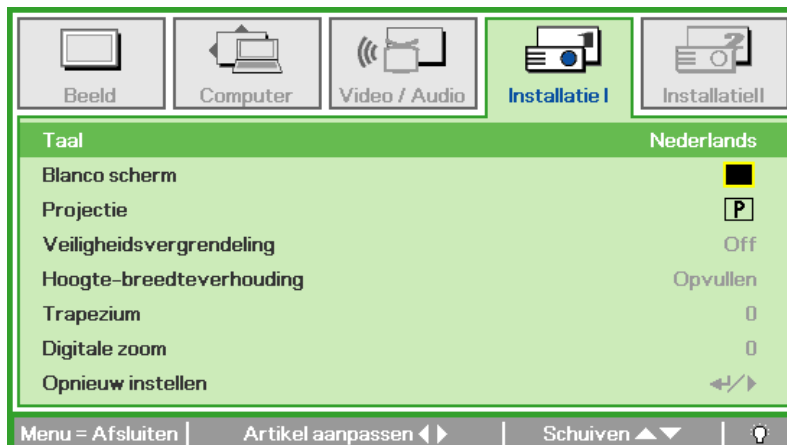 Beeld Computer Video / Audio Installatie I InstallatieII
Taal Nederlands
Blanco scherm
Projectie P
Veiligheidsvergrendeling Off
Hoogte-breedteverhouding Opvullen
Trapezium 0
Digitale zoom 0
Opnieuw instellen
Menu = Afsluiten Artikel aanpassen Schuiven